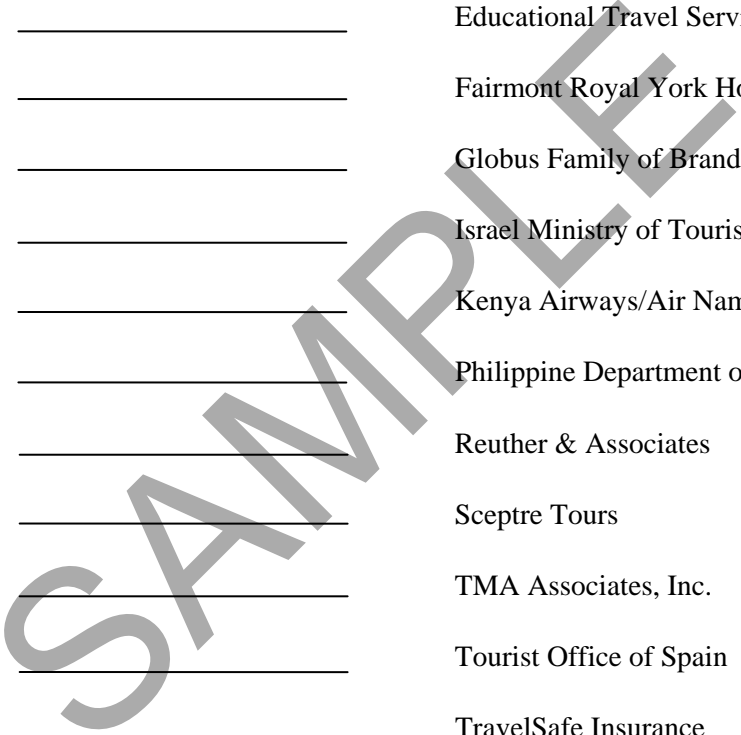 Educational Travel
Fairmont Royal York
Globus Family of
Israel Ministry of
Kenya Airways/Air
Philippine Department
Reuther & Associates
Sceptre Tours
TMA Associates, Inc.
Tourist Office of Spain
TravelSafe Insurance
SAMPLE